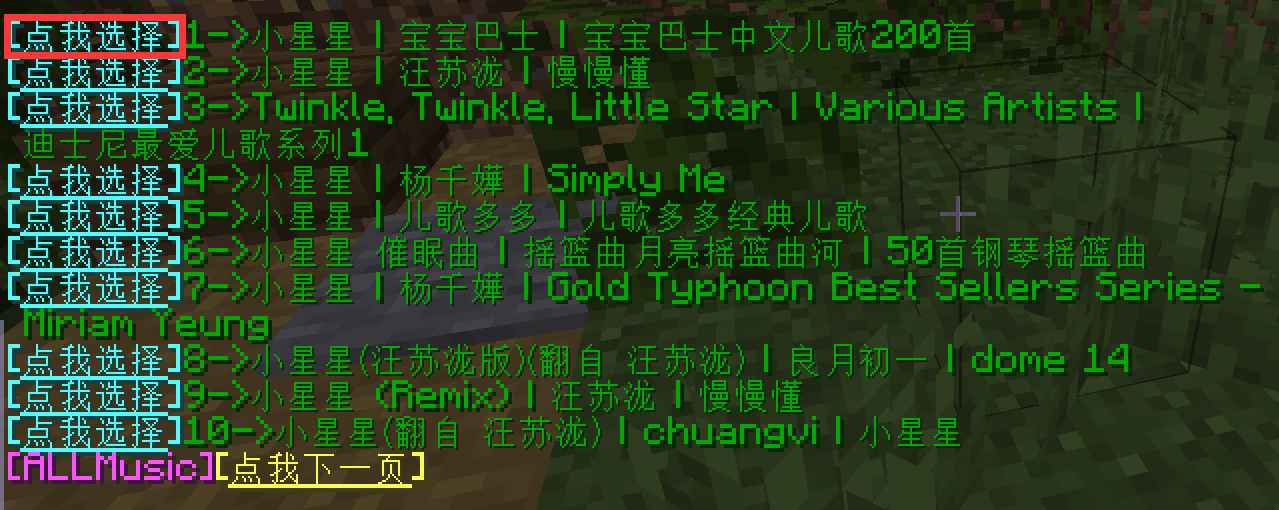 [点我选择]1->小星星 | 宝宝巴士 | 宝宝巴士中文儿歌200首
[点我选择]2->小星星 | 汪苏泷 | 慢慢懂
[点我选择]3->Twinkle, Twinkle, Little Star | Various Artists |
迪士尼最爱儿歌系列1
[点我选择]4->小星星 | 杨千嬅 | Simply Me
[点我选择]5->小星星 | 儿歌多多 | 儿歌多多经典儿歌
[点我选择]6->小星星 催眠曲 | 摇篮曲月亮摇篮曲河 | 50首钢琴摇篮曲
[点我选择]7->小星星 | 杨千嬅 | Gold Typhoon Best Sellers Series -
Miriam Yeung
[点我选择]8->小星星(汪苏泷版)(翻自 汪苏泷) | 良月初一 | dome 14
[点我选择]9->小星星 (Remix) | 汪苏泷 | 慢慢懂
[点我选择]10->小星星(翻自 汪苏泷) | chuangvi | 小星星
[ALLMusic][点我下一页]